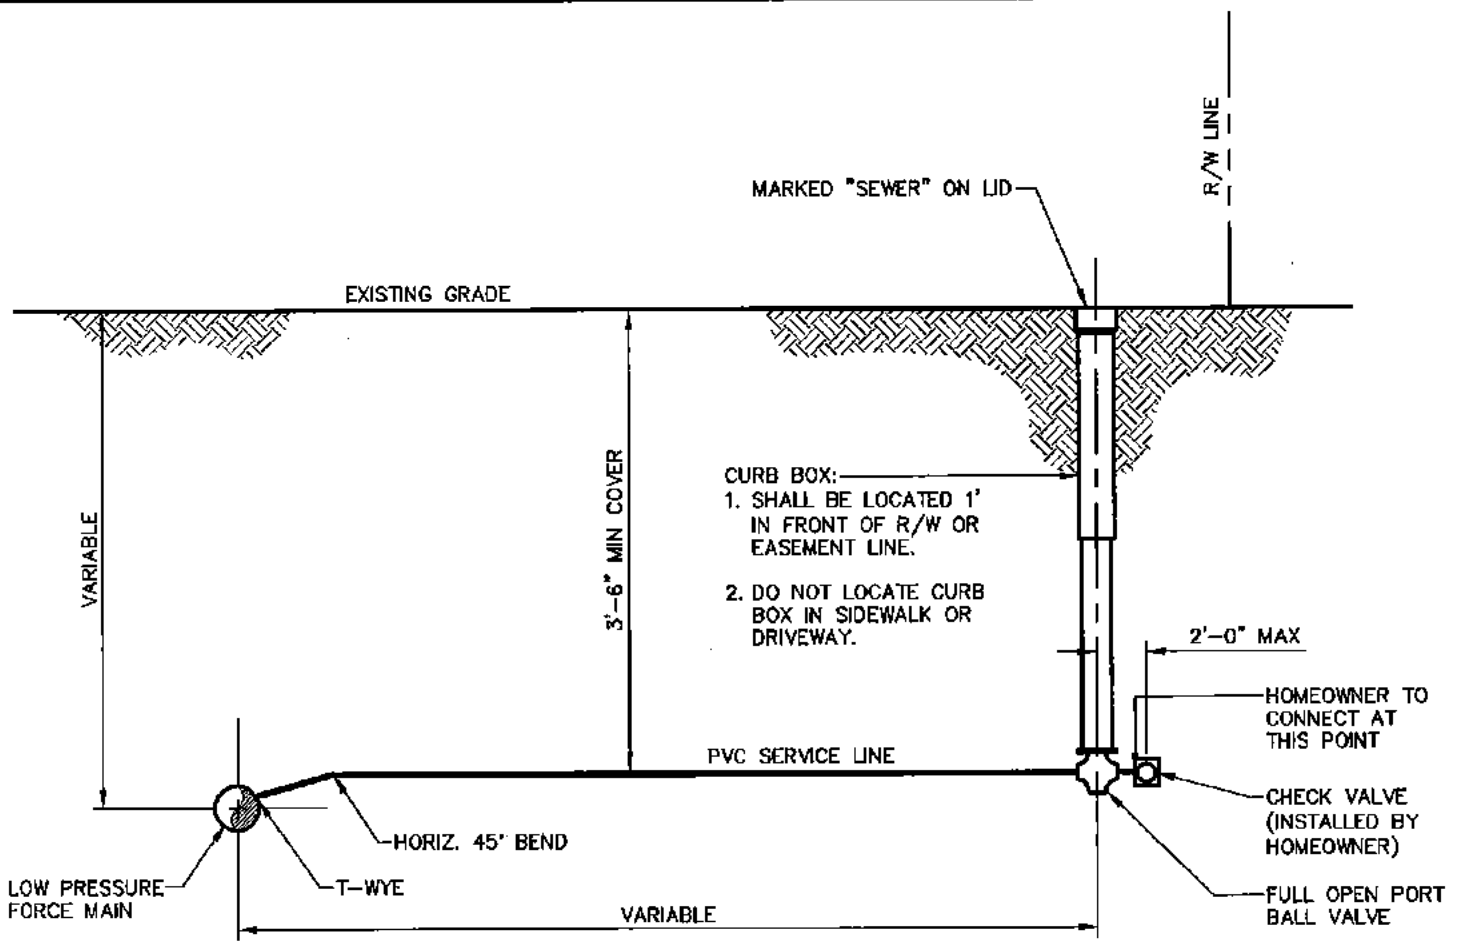 R/W LINE
MARKED "SEWER" ON LID
EXISTING GRADE
VARIABLE
3'-6" MIN COVER
CURB BOX:
1. SHALL BE LOCATED 1'
IN FRONT OF R/W OR
EASEMENT LINE.
2. DO NOT LOCATE CURB
BOX IN SIDEWALK OR
DRIVEWAY.
2'-0" MAX
HOMEOWNER TO
CONNECT AT
THIS POINT
PVC SERVICE LINE
CHECK VALVE
(INSTALLED BY
HOMEOWNER)
HORIZ. 45° BEND
T-WYE
LOW PRESSURE
FORCE MAIN
FULL OPEN PORT
BALL VALVE
VARIABLE